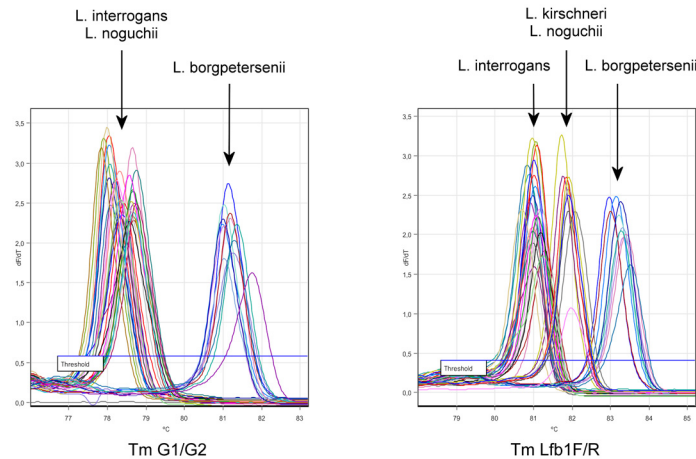 L. interrogans
L. noguchii
L. borgpetersenii
3,5
3,0
2,5
2,0
1,5
1,0
0,5
0,0
dF/dT
Threshold
77 78 79 80 81 82 83
°C
Tm G1/G2
L. kirschneri
L. noguchii
L. interrogans L. borgpetersenii
3,5
3,0
2,5
2,0
1,5
1,0
0,5
0,0
dF/dT
Threshold
79 80 81 82 83 84 85
°C
Tm Lfb1F/R